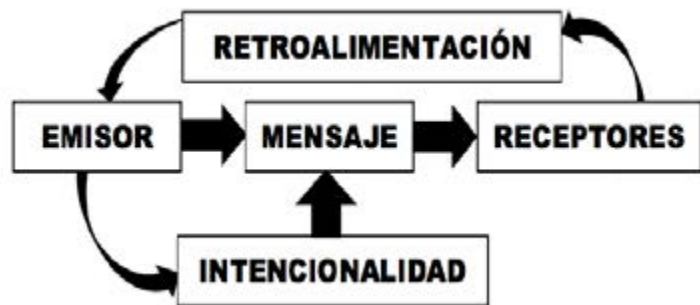 RETROALIMENTACIÓN
EMISOR
MENSAJE
RECEPTORES
INTENCIONALIDAD